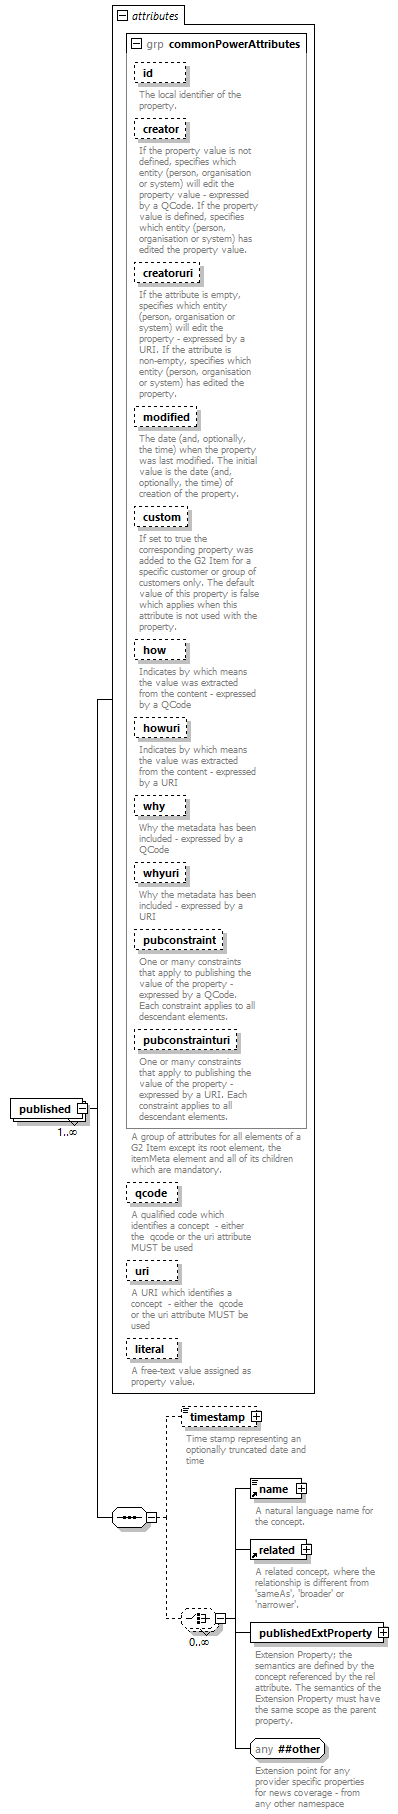 attributes
grp commonPowerAttributes
id
The local identifier of the
property.
creator
If the property value is not
defined, specifies which
entity (person, organisation
or system) will edit the
property value - expressed
by a QCode. If the property
value is defined, specifies
which entity (person,
organisation or system) has
edited the property value.
creatoruri
If the attribute is empty,
specifies which entity
(person, organisation or
system) will edit the
property - expressed by a
URI. If the attribute is
non-empty, specifies which
entity (person, organisation
or system) has edited the
property.
modified
The date (and, optionally,
the time) when the property
was last modified. The initial
value is the date (and,
optionally, the time) of
creation of the property.
custom
If set to true the
corresponding property was
added to the G2 Item for a
specific customer or group of
customers only. The default
value of this property is false
which applies when this
attribute is not used with the
property.
how
Indicates by which means
the value was extracted
from the content - expressed
by a QCode
howuri
Indicates by which means
the value was extracted
from the content - expressed
by a URI
why
Why the metadata has been
included - expressed by a
QCode
whyuri
Why the metadata has been
included - expressed by a
URI
pubconstraint
One or many constraints
that apply to publishing the
value of the property -
expressed by a QCode.
Each constraint applies to all
descendant elements.
pubconstrainturi
One or many constraints
that apply to publishing the
value of the property -
expressed by a URI. Each
constraint applies to all
descendant elements.
published
1..∞
A group of attributes for all elements of a
G2 Item except its root element, the
itemMeta element and all of its children
which are mandatory.
qcode
A qualified code which
identifies a concept - either
the qcode or the uri attribute
MUST be used
uri
A URI which identifies a
concept - either the qcode
or the uri attribute MUST be
used
literal
A free-text value assigned as
property value.
timestamp
Time stamp representing an
optionally truncated date and
time
name
A natural language name for
the concept.
related
A related concept, where the
relationship is different from
'sameAs', 'broader' or
'narrower'.
0..∞
publishedExtProperty
Extension Property; the
semantics are defined by the
concept referenced by the rel
attribute. The semantics of the
Extension Property must have
the same scope as the parent
property.
any ##other
Extension point for any
provider specific properties
for news coverage - from
any other namespace